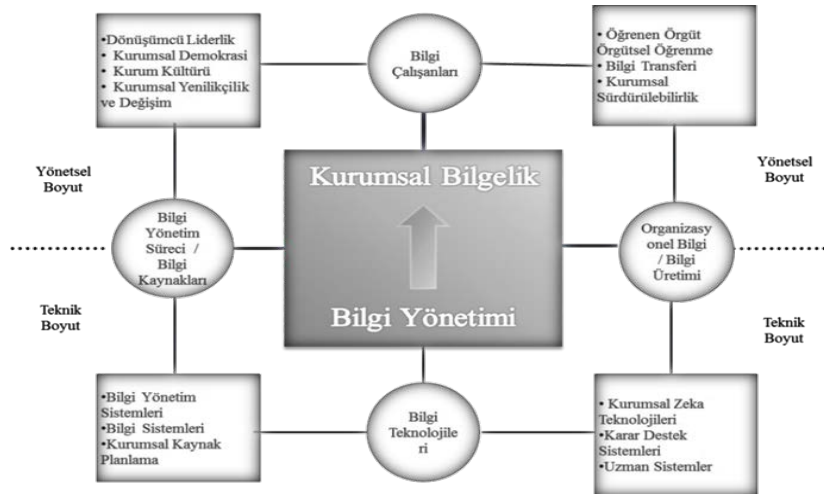 •Dönüşümcü Liderlik
• Kurumsal Demokrasi
• Kurum Kültürü
• Kurumsal Yenilikçilik
ve Değişim
Bilgi
Çalışanları
• Öğrenen Örgüt
Örgütsel Öğrenme
• Bilgi Transferi
• Kurumsal
Sürdürülebilirlik
Yönetsel
Boyut
Kurumsal Bilgelik
Yönetsel
Boyut
Bilgi
Yönetim
Süreci /
Bilgi
Kaynakları
Organizasy
onel Bilgi
/ Bilgi
Üretimi
Teknik
Boyut
Bilgi Yönetimi
Teknik
Boyut
•Bilgi Yönetim
Sistemleri
•Bilgi Sistemleri
•Kurumsal Kaynak
Planlama
Bilgi
Teknolojile
ri
• Kurumsal Zeka
Teknolojileri
• Karar Destek
Sistemleri
•Uzman Sistemler